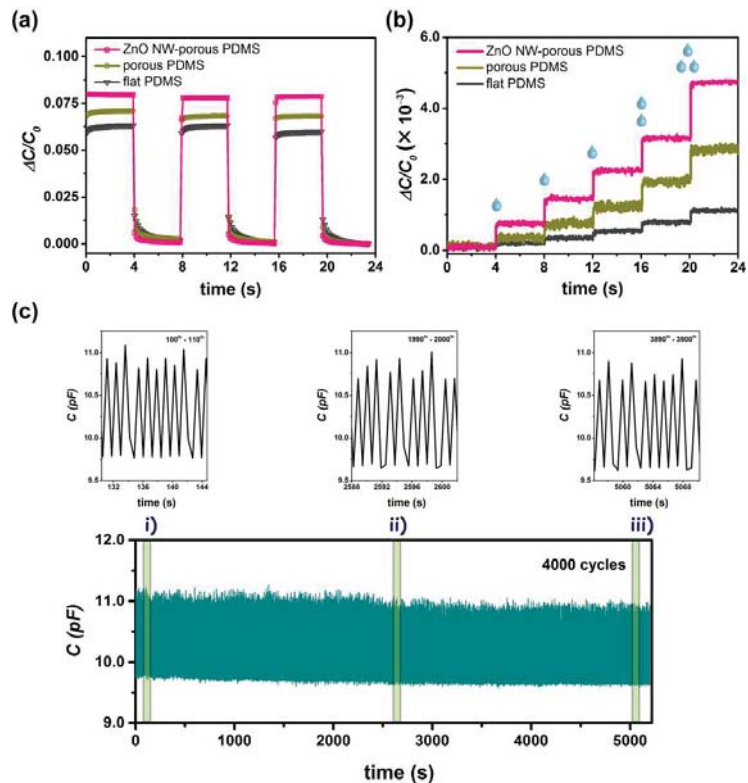 (a)
ΔC/C0
0.100
0.075
0.050
0.025
0.000
ZnO NW-porous PDMS
porous PDMS
flat PDMS
0 4 8 12 16 20 24
time (s)
(b)
ΔC/C0 (× 10⁻³)
6.0
4.0
2.0
0.0
ZnO NW-porous PDMS
porous PDMS
flat PDMS
0 4 8 12 16 20 24
time (s)
(c)
100th - 110th
C (pF)
11.0
10.0
9.5
132 136 140 144
time (s)
1990th - 2000th
C (pF)
11.0
10.0
9.5
2588 2592 2596 2600
time (s)
3890th - 3900th
C (pF)
11.0
10.0
9.5
5060 5064 5068
time (s)
i) ii) iii)
4000 cycles
C (pF)
12.0
11.0
10.0
9.0
0 1000 2000 3000 4000 5000
time (s)